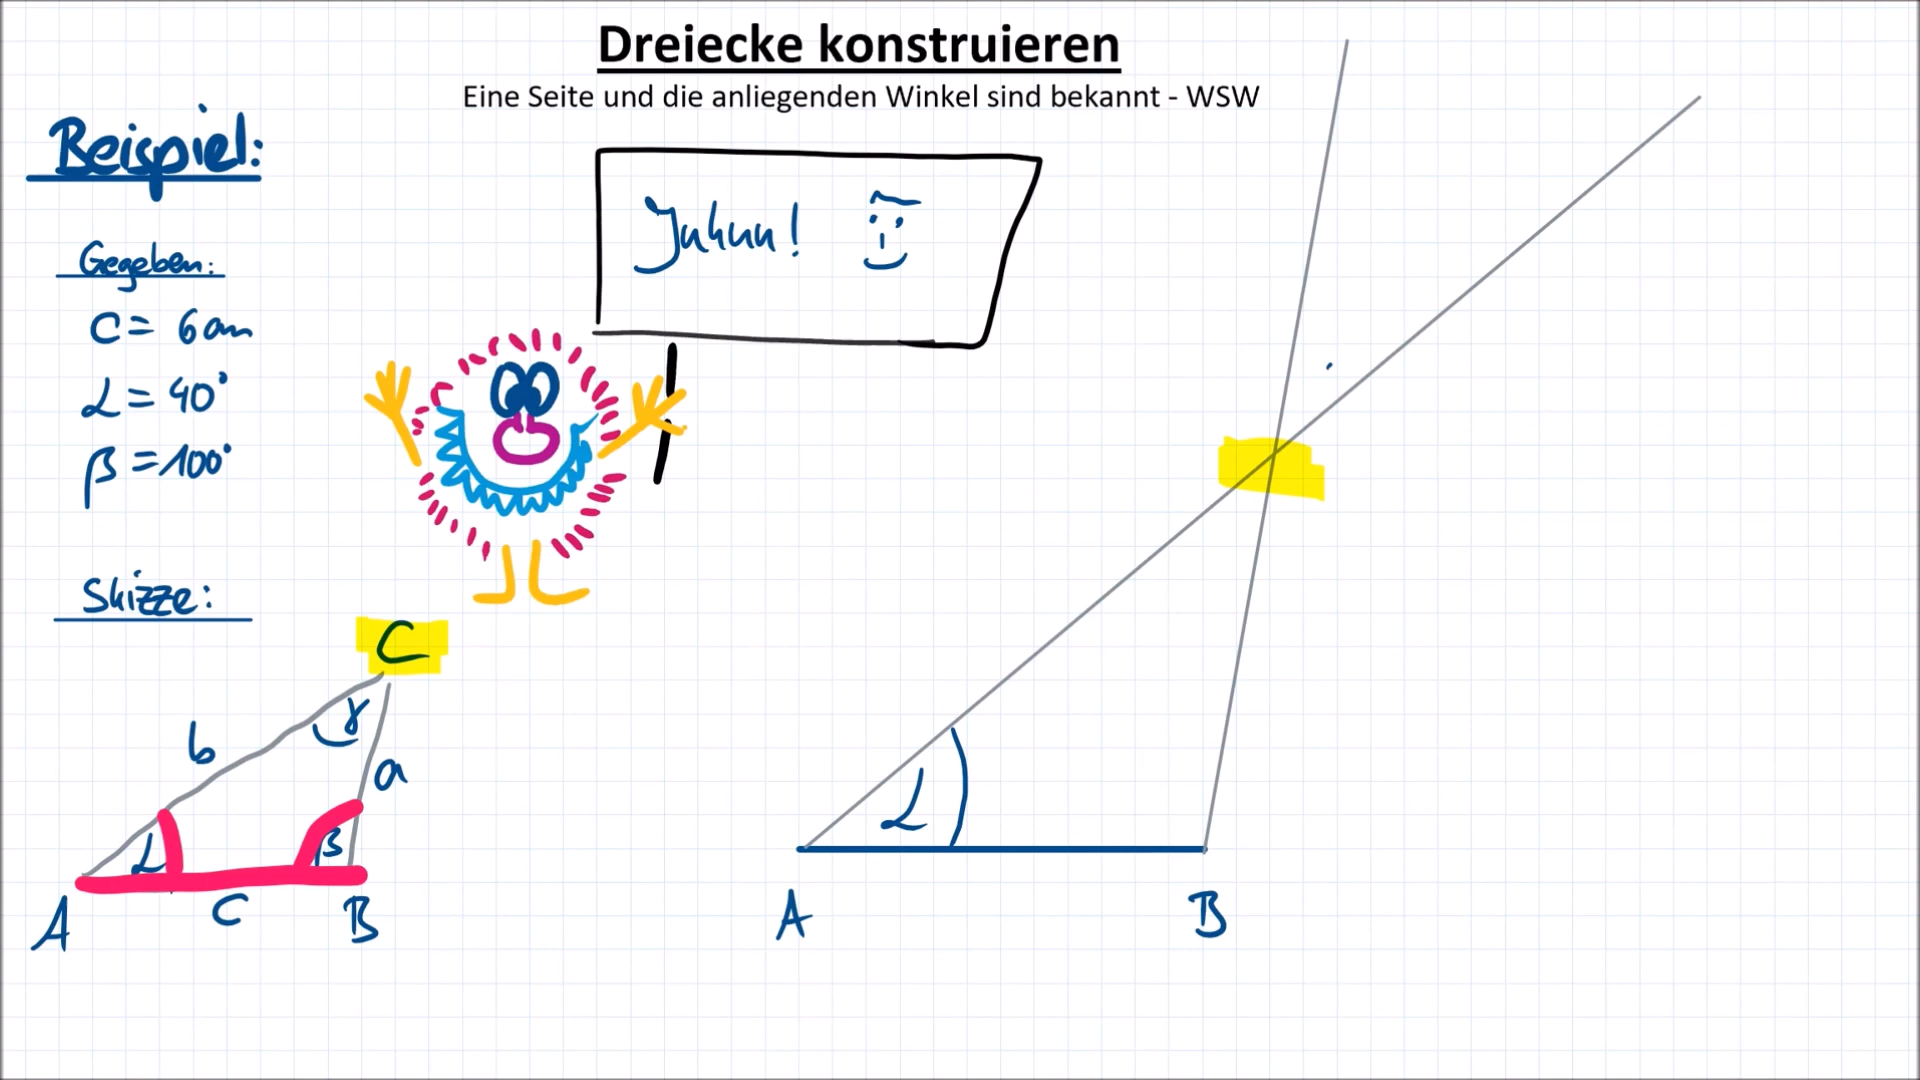 Dreiecke konstruieren
Eine Seite und die anliegenden Winkel sind bekannt - WSW
Beispiel:
Juhuu!
Gegeben:
c = 6cm
α = 40°
β = 100°
Skizze:
C
b
γ
a
α
β
A
c
B
α
A
B